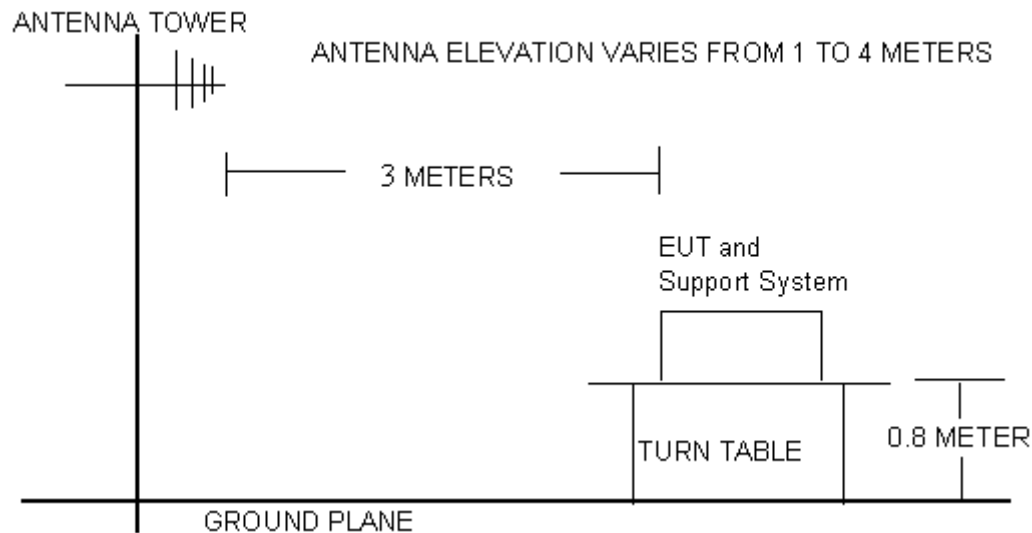 ANTENNA TOWER
ANTENNA ELEVATION VARIES FROM 1 TO 4 METERS
3 METERS
EUT and
Support System
TURN TABLE
0.8 METER
GROUND PLANE